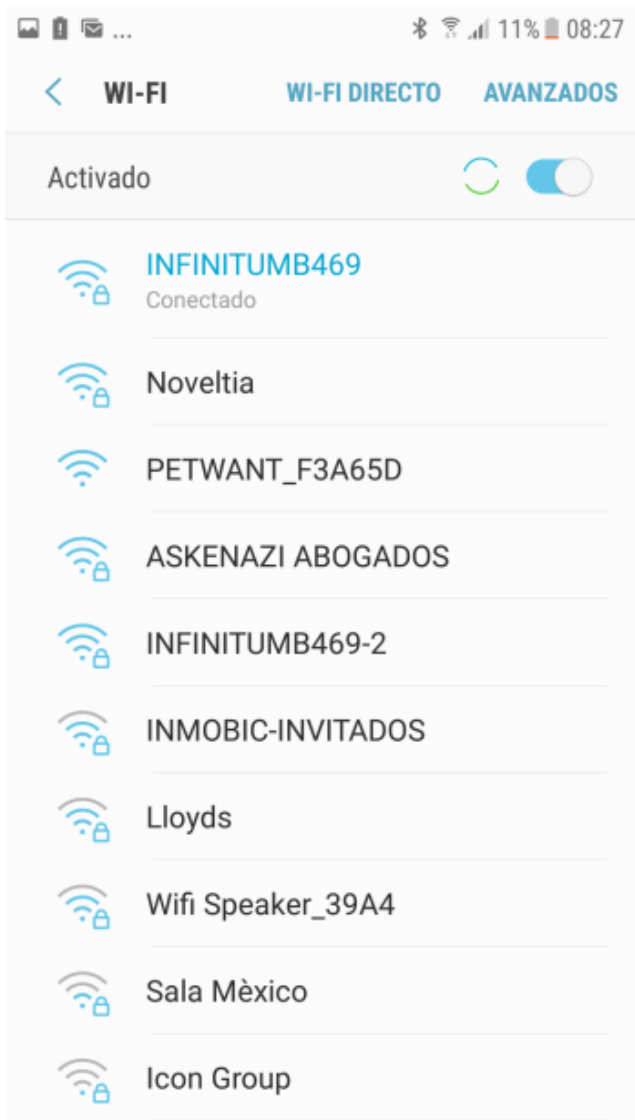 ... 11% 08:27
WI-FI WI-FI DIRECTO AVANZADOS
Activado
INFINITUMB469
Conectado
Noveltia
PETWANT_F3A65D
ASKENAZI ABOGADOS
INFINITUMB469-2
INMOBIC-INVITADOS
Lloyds
Wifi Speaker_39A4
Sala Mèxico
Icon Group